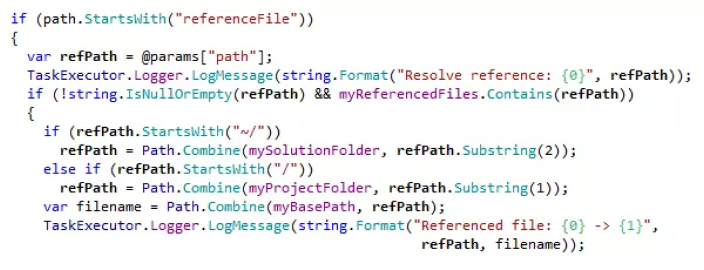 if (path.StartsWith("referenceFile"))
{
var refPath = @params["path"];
TaskExecutor.Logger.LogMessage(string.Format("Resolve reference: {0}", refPath));
if (!string.IsNullOrEmpty(refPath) && myReferencedFiles.Contains(refPath))
{
if (refPath.StartsWith("~/"))
refPath = Path.Combine(mySolutionFolder, refPath.Substring(2));
else if (refPath.StartsWith("/"))
refPath = Path.Combine(myProjectFolder, refPath.Substring(1));
var filename = Path.Combine(myBasePath, refPath);
TaskExecutor.Logger.LogMessage(string.Format("Referenced file: {0} -> {1}",
refPath, filename));